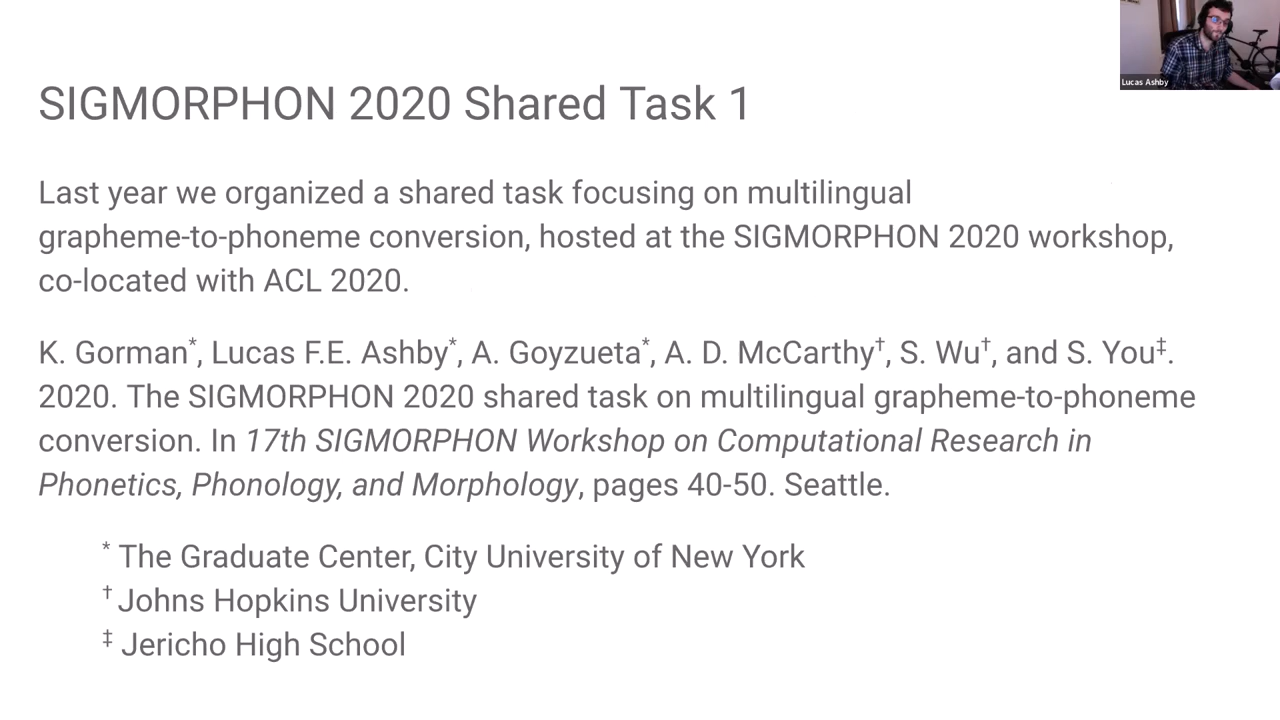 Lucas Ashby
SIGMORPHON 2020 Shared Task 1
Last year we organized a shared task focusing on multilingual
grapheme-to-phoneme conversion, hosted at the SIGMORPHON 2020 workshop,
co-located with ACL 2020.
K. Gorman*, Lucas F.E. Ashby*, A. Goyzueta*, A. D. McCarthy†, S. Wu†, and S. You‡.
2020. The SIGMORPHON 2020 shared task on multilingual grapheme-to-phoneme
conversion. In 17th SIGMORPHON Workshop on Computational Research in
Phonetics, Phonology, and Morphology, pages 40-50. Seattle.
* The Graduate Center, City University of New York
† Johns Hopkins University
‡ Jericho High School